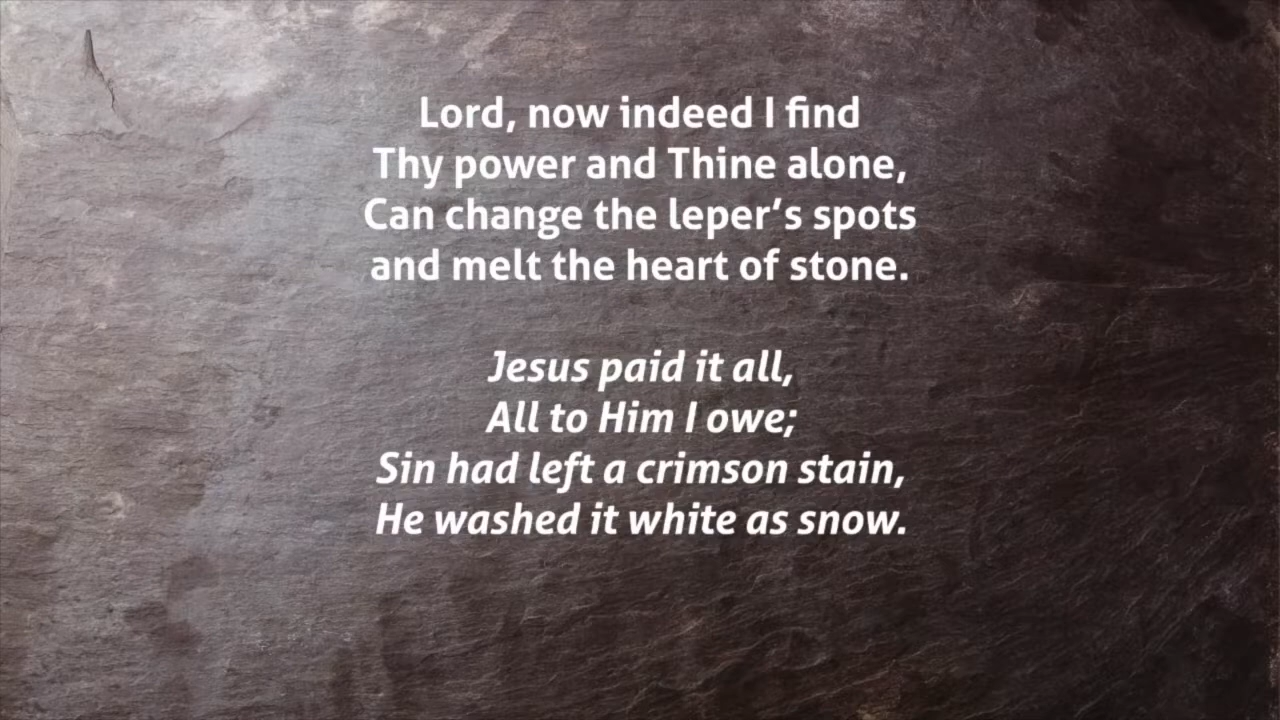 Lord, now indeed I find
Thy power and Thine alone,
Can change the leper’s spots
and melt the heart of stone.
Jesus paid it all,
All to Him I owe;
Sin had left a crimson stain,
He washed it white as snow.